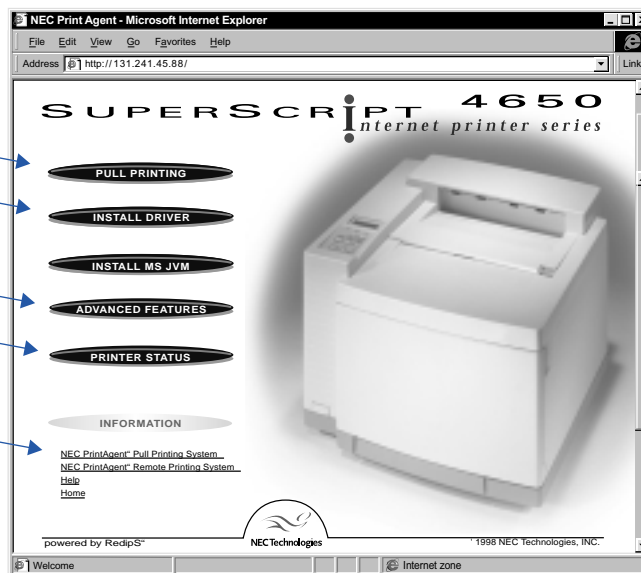 NEC Print Agent - Microsoft Internet Explorer
File Edit View Go Favorites Help
Address http://131.241.45.88/ Link
SUPERSCRIPT 4650
internet printer series
PULL PRINTING
INSTALL DRIVER
INSTALL MS JVM
ADVANCED FEATURES
PRINTER STATUS
INFORMATION
NEC PrintAgent" Pull Printing System
NEC PrintAgent" Remote Printing System
Help
Home
powered by RedipS" NEC Technologies ' 1998 NEC Technologies, INC.
Welcome Internet zone